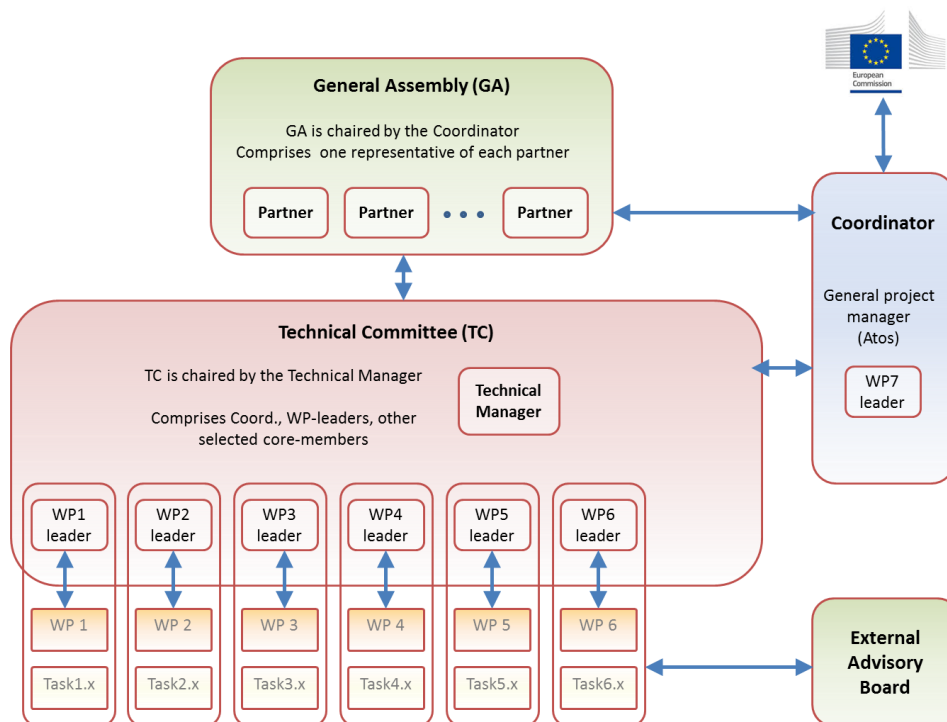 European
Commission
General Assembly (GA)
GA is chaired by the Coordinator
Comprises one representative of each partner
Partner
Partner
• • •
Partner
Coordinator
General project
manager
(Atos)
WP7
leader
Technical Committee (TC)
TC is chaired by the Technical Manager
Comprises Coord., WP-leaders, other
selected core-members
Technical
Manager
WP1
leader
WP2
leader
WP3
leader
WP4
leader
WP5
leader
WP6
leader
WP 1
WP 2
WP 3
WP 4
WP 5
WP 6
Task1.x
Task2.x
Task3.x
Task4.x
Task5.x
Task6.x
External
Advisory
Board